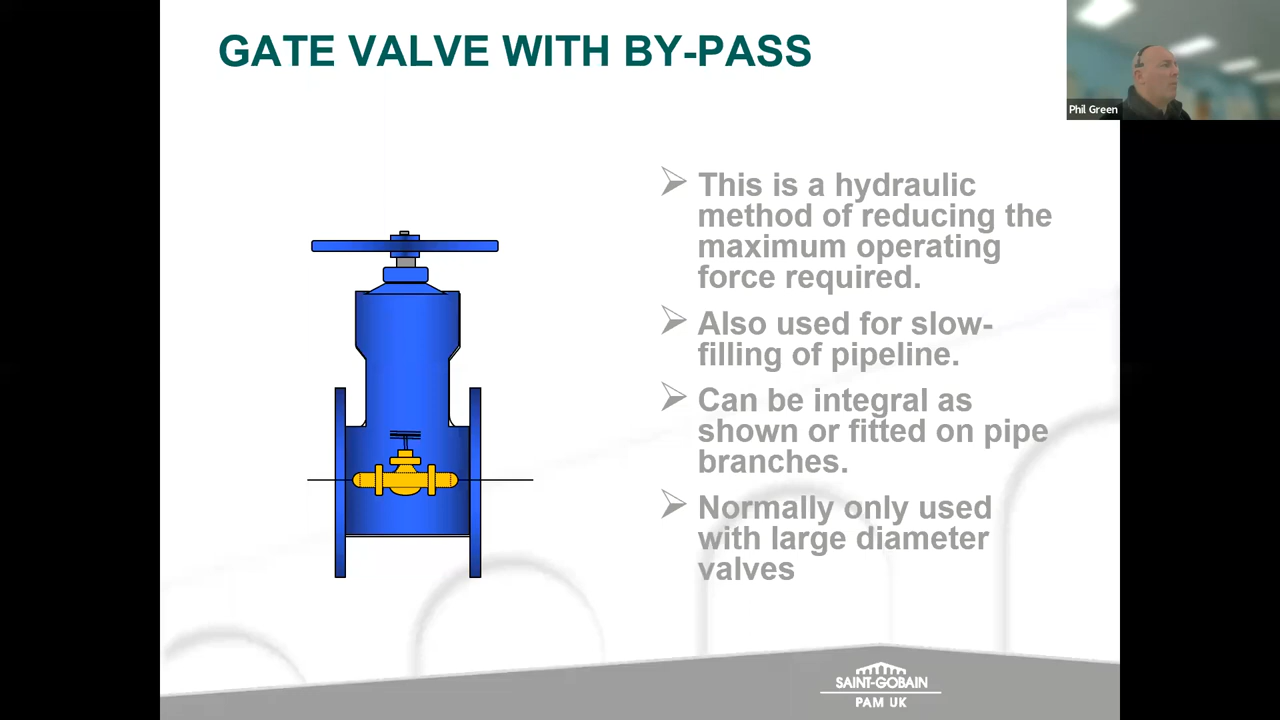 GATE VALVE WITH BY-PASS
Phil Green
This is a hydraulic
method of reducing the
maximum operating
force required.
Also used for slow-
filling of pipeline.
Can be integral as
shown or fitted on pipe
branches.
Normally only used
with large diameter
valves
SAINT-GOBAIN
PAM UK